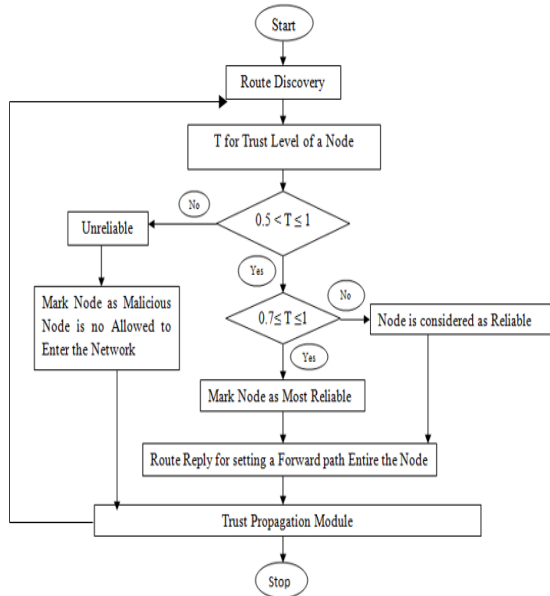 Start
Route Discovery
T for Trust Level of a Node
No
0.5 < T ≤ 1
Unreliable
Yes
Mark Node as Malicious
Node is no Allowed to
Enter the Network
No
0.7≤ T ≤1
Node is considered as Reliable
Yes
Mark Node as Most Reliable
Route Reply for setting a Forward path Entire the Node
Trust Propagation Module
Stop